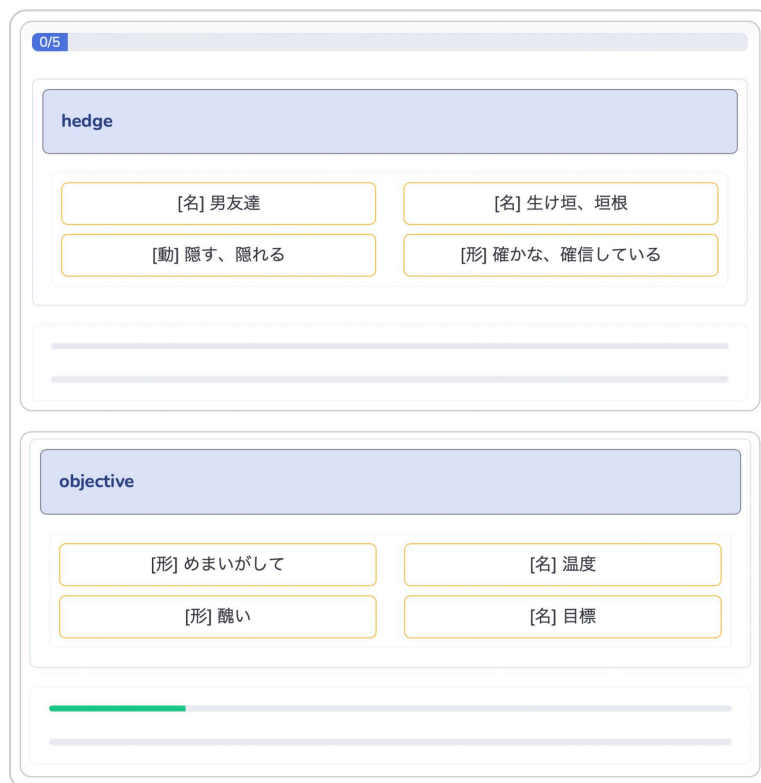 0/5
hedge
[名] 男友達
[名] 生け垣、垣根
[動] 隠す、隠れる
[形] 確かな、確信している
objective
[形] めまいがして
[名] 温度
[形] 醜い
[名] 目標